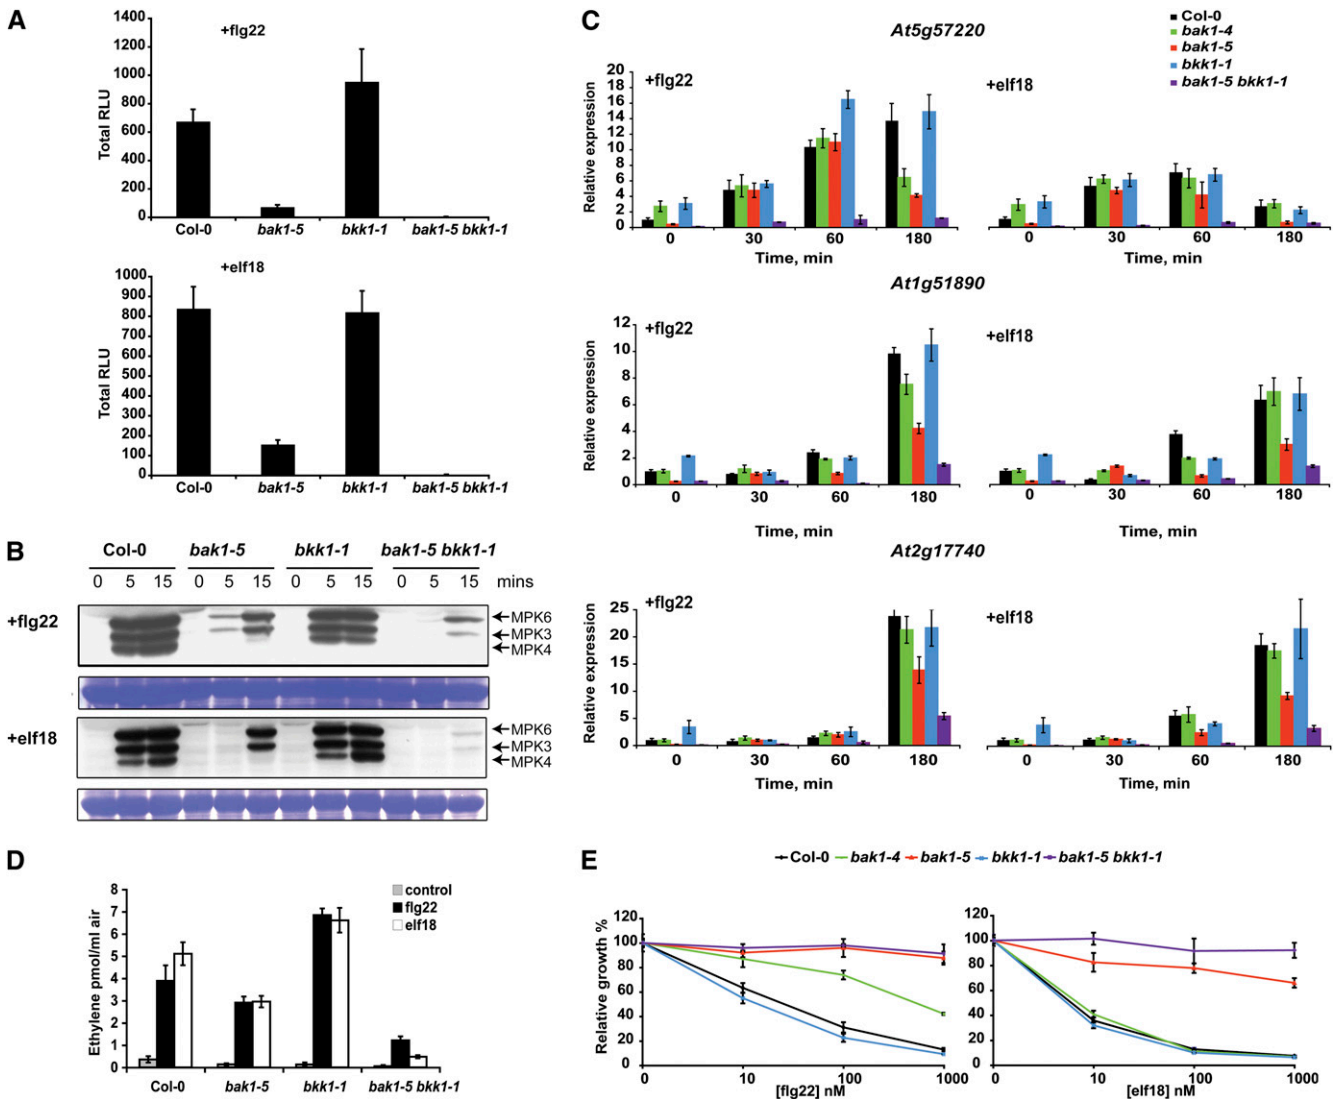 A
+flg22
Total RLU
1400
1200
1000
800
600
400
200
0
Col-0 bak1-5 bkk1-1 bak1-5 bkk1-1
+elf18
Total RLU
1000
900
800
700
600
500
400
300
200
100
0
Col-0 bak1-5 bkk1-1 bak1-5 bkk1-1
B
Col-0 bak1-5 bkk1-1 bak1-5 bkk1-1
0 5 15 0 5 15 0 5 15 0 5 15 mins
+flg22
MPK6
MPK3
MPK4
+elf18
MPK6
MPK3
MPK4
C
Col-0
bak1-4
bak1-5
bkk1-1
bak1-5 bkk1-1
At5g57220
+flg22
Relative expression
20
18
16
14
12
10
8
6
4
2
0
0 30 60 180
Time, min
+elf18
0 30 60 180
Time, min
At1g51890
+flg22
Relative expression
12
10
8
6
4
2
0
0 30 60 180
Time, min
+elf18
0 30 60 180
Time, min
At2g17740
+flg22
Relative expression
25
20
15
10
5
0
0 30 60 180
Time, min
+elf18
0 30 60 180
Time, min
D
control
flg22
elf18
Ethylene pmol/ml air
8
7
6
5
4
3
2
1
0
Col-0 bak1-5 bkk1-1 bak1-5 bkk1-1
E
Col-0 bak1-4 bak1-5 bkk1-1 bak1-5 bkk1-1
Relative growth %
120
100
80
60
40
20
0
0 10 100 1000
[flg22] nM
120
100
80
60
40
20
0
0 10 100 1000
[elf18] nM